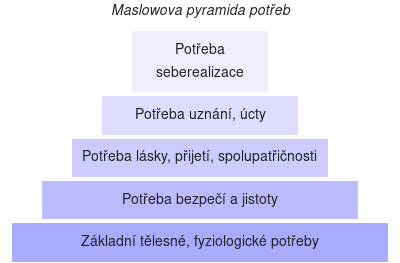 Maslowova pyramida potřeb
Potřeba
seberealizace
Potřeba uznání, úcty
Potřeba lásky, přijetí, spolupatřičnosti
Potřeba bezpečí a jistoty
Základní tělesné, fyziologické potřeby